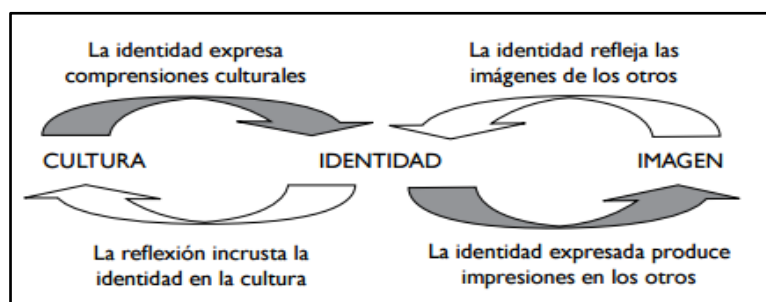 La identidad expresa
comprensiones culturales
La identidad refleja las
imágenes de los otros
CULTURA
IDENTIDAD
IMAGEN
La reflexión incrusta la
identidad en la cultura
La identidad expresada produce
impresiones en los otros